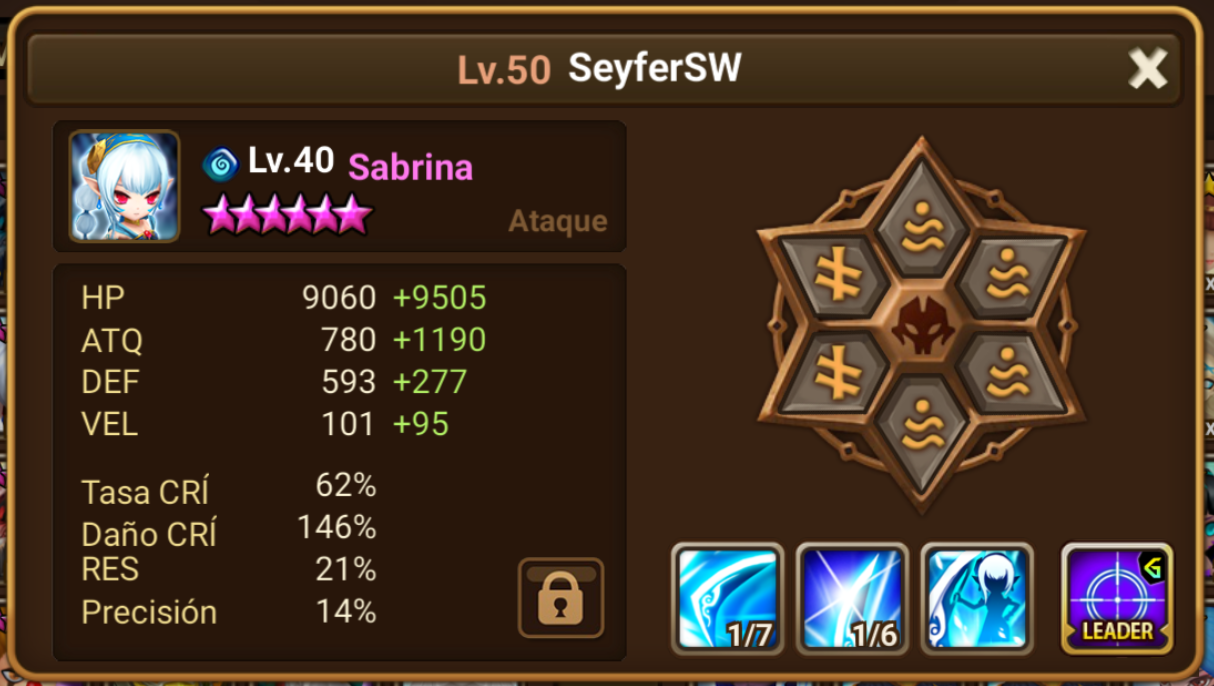 Lv.50 SeyferSW
Lv.40 Sabrina
Ataque
HP 9060 +9505
ATQ 780 +1190
DEF 593 +277
VEL 101 +95
Tasa CRÍ 62%
Daño CRÍ 146%
RES 21%
Precisión 14%
1/7 1/6 LEADER